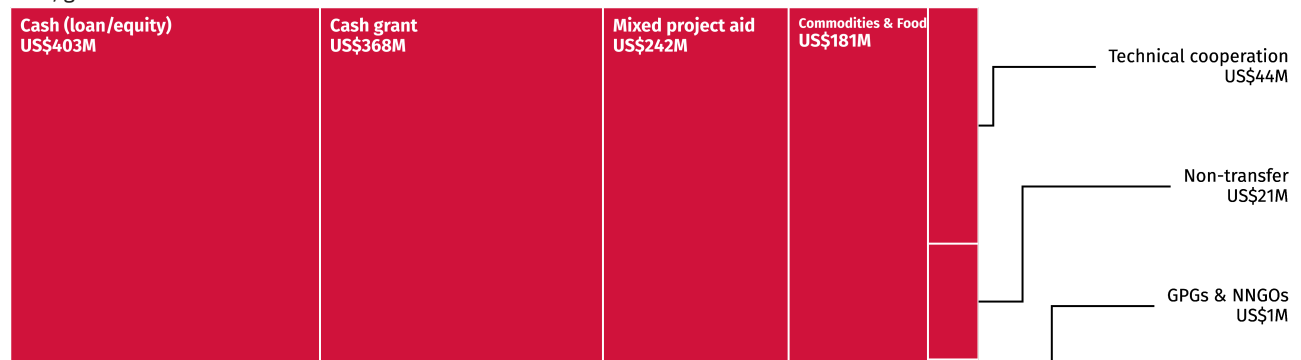 Cash (loan/equity)
US$403M
Cash grant
US$368M
Mixed project aid
US$242M
Commodities & Food
US$181M
Technical cooperation
US$44M
Non-transfer
US$21M
GPGs & NNGOs
US$1M